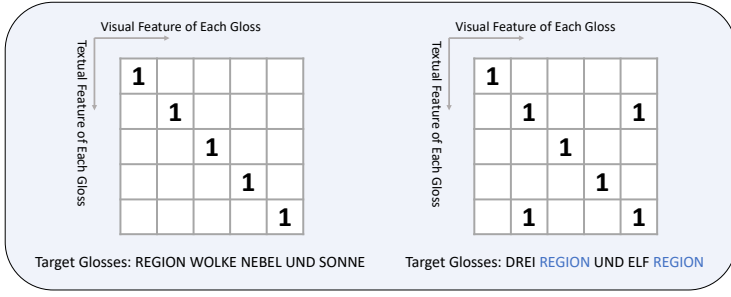 Visual Feature of Each Gloss
Textual Feature of Each Gloss
1
1
1
1
1
Target Glosses: REGION WOLKE NEBEL UND SONNE
Visual Feature of Each Gloss
Textual Feature of Each Gloss
1
1 1
1
1
1 1
Target Glosses: DREI REGION UND ELF REGION